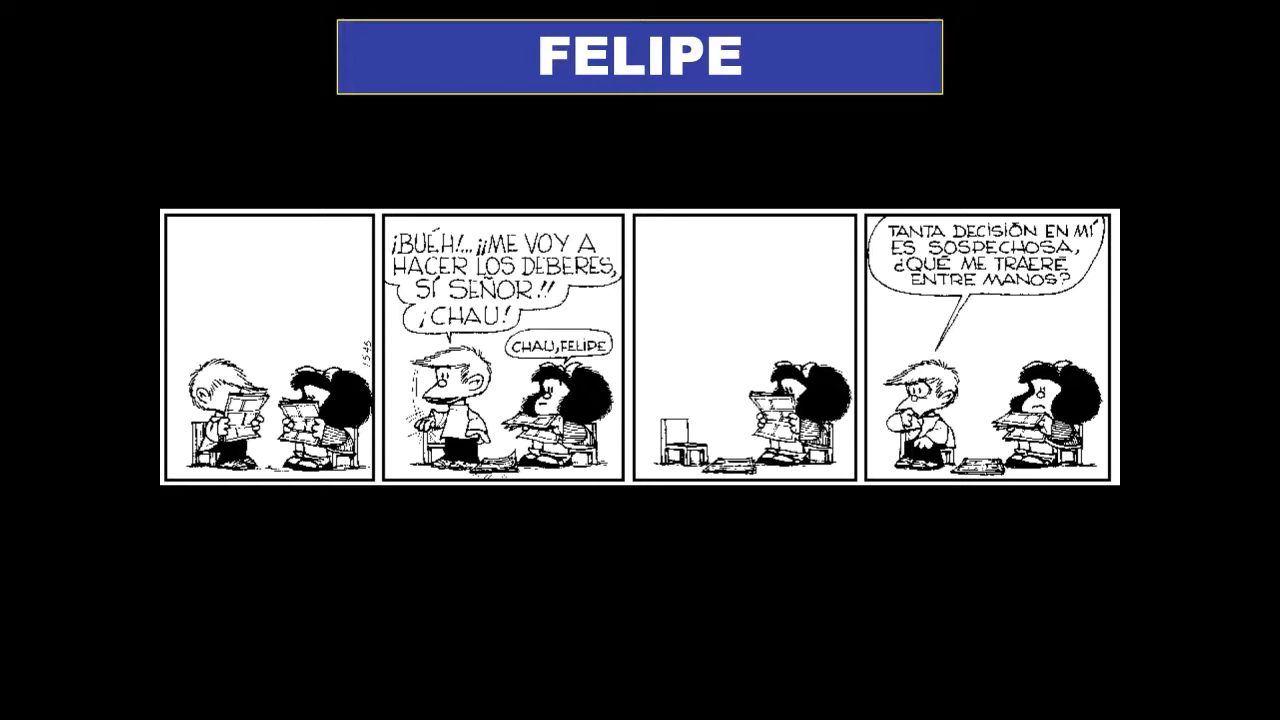 FELIPE
¡BUÉH!...¡¡ME VOY A
HACER LOS DEBERES,
SÍ SEÑOR!!
¡CHAU!
CHAU, FELIPE
TANTA DECISIÓN EN MÍ
ES SOSPECHOSA,
¿QUÉ ME TRAERÉ
ENTRE MANOS?